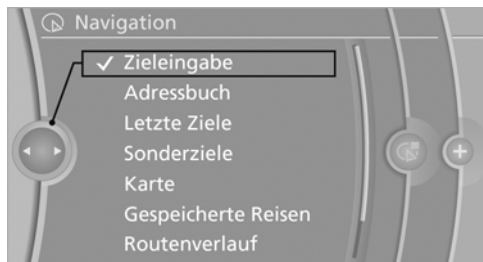 Navigation
Zieleingabe
Adressbuch
Letzte Ziele
Sonderziele
Karte
Gespeicherte Reisen
Routenverlauf